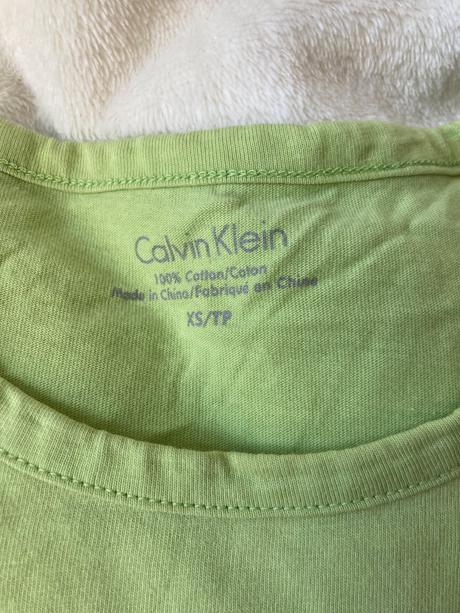 Calvin Klein
100% Cotton/Coton
Made in China/Fabriqué en Chine
XS/TP